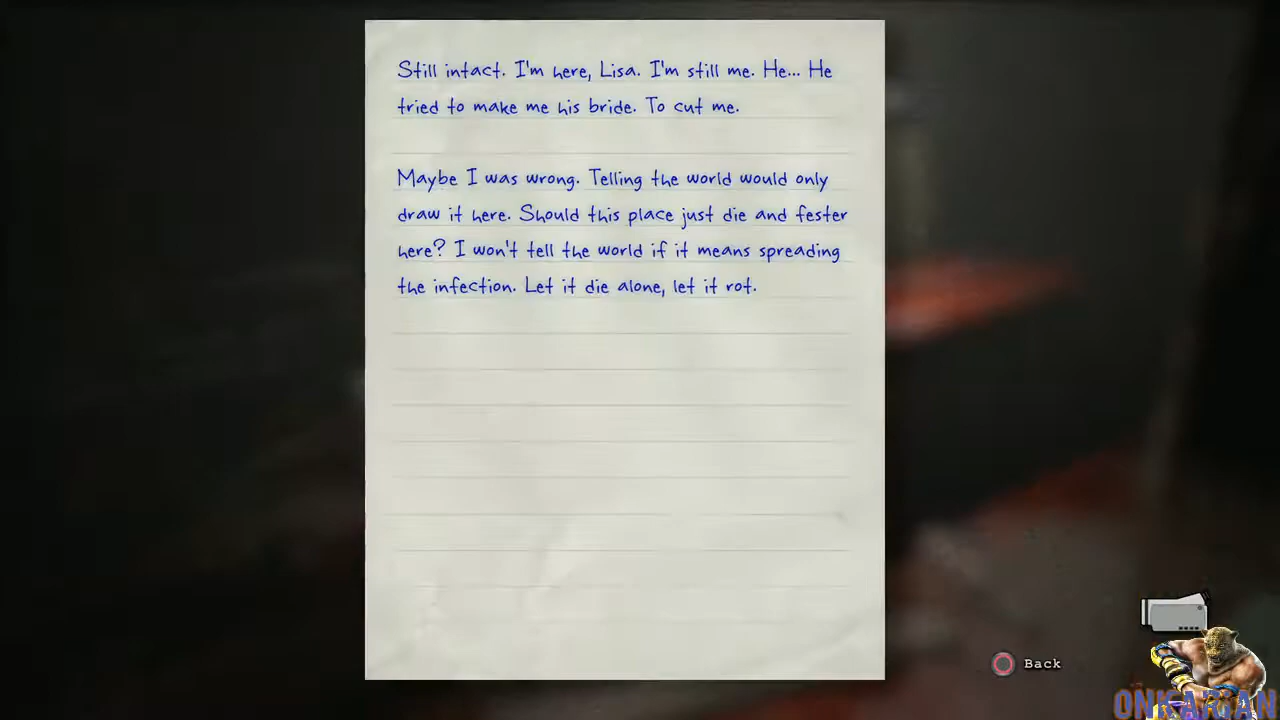 Still intact. I'm here, Lisa. I'm still me. He... He
tried to make me his bride. To cut me.
Maybe I was wrong. Telling the world would only
draw it here. Should this place just die and fester
here? I won't tell the world if it means spreading
the infection. Let it die alone, let it rot.
Back
ONKARIAN